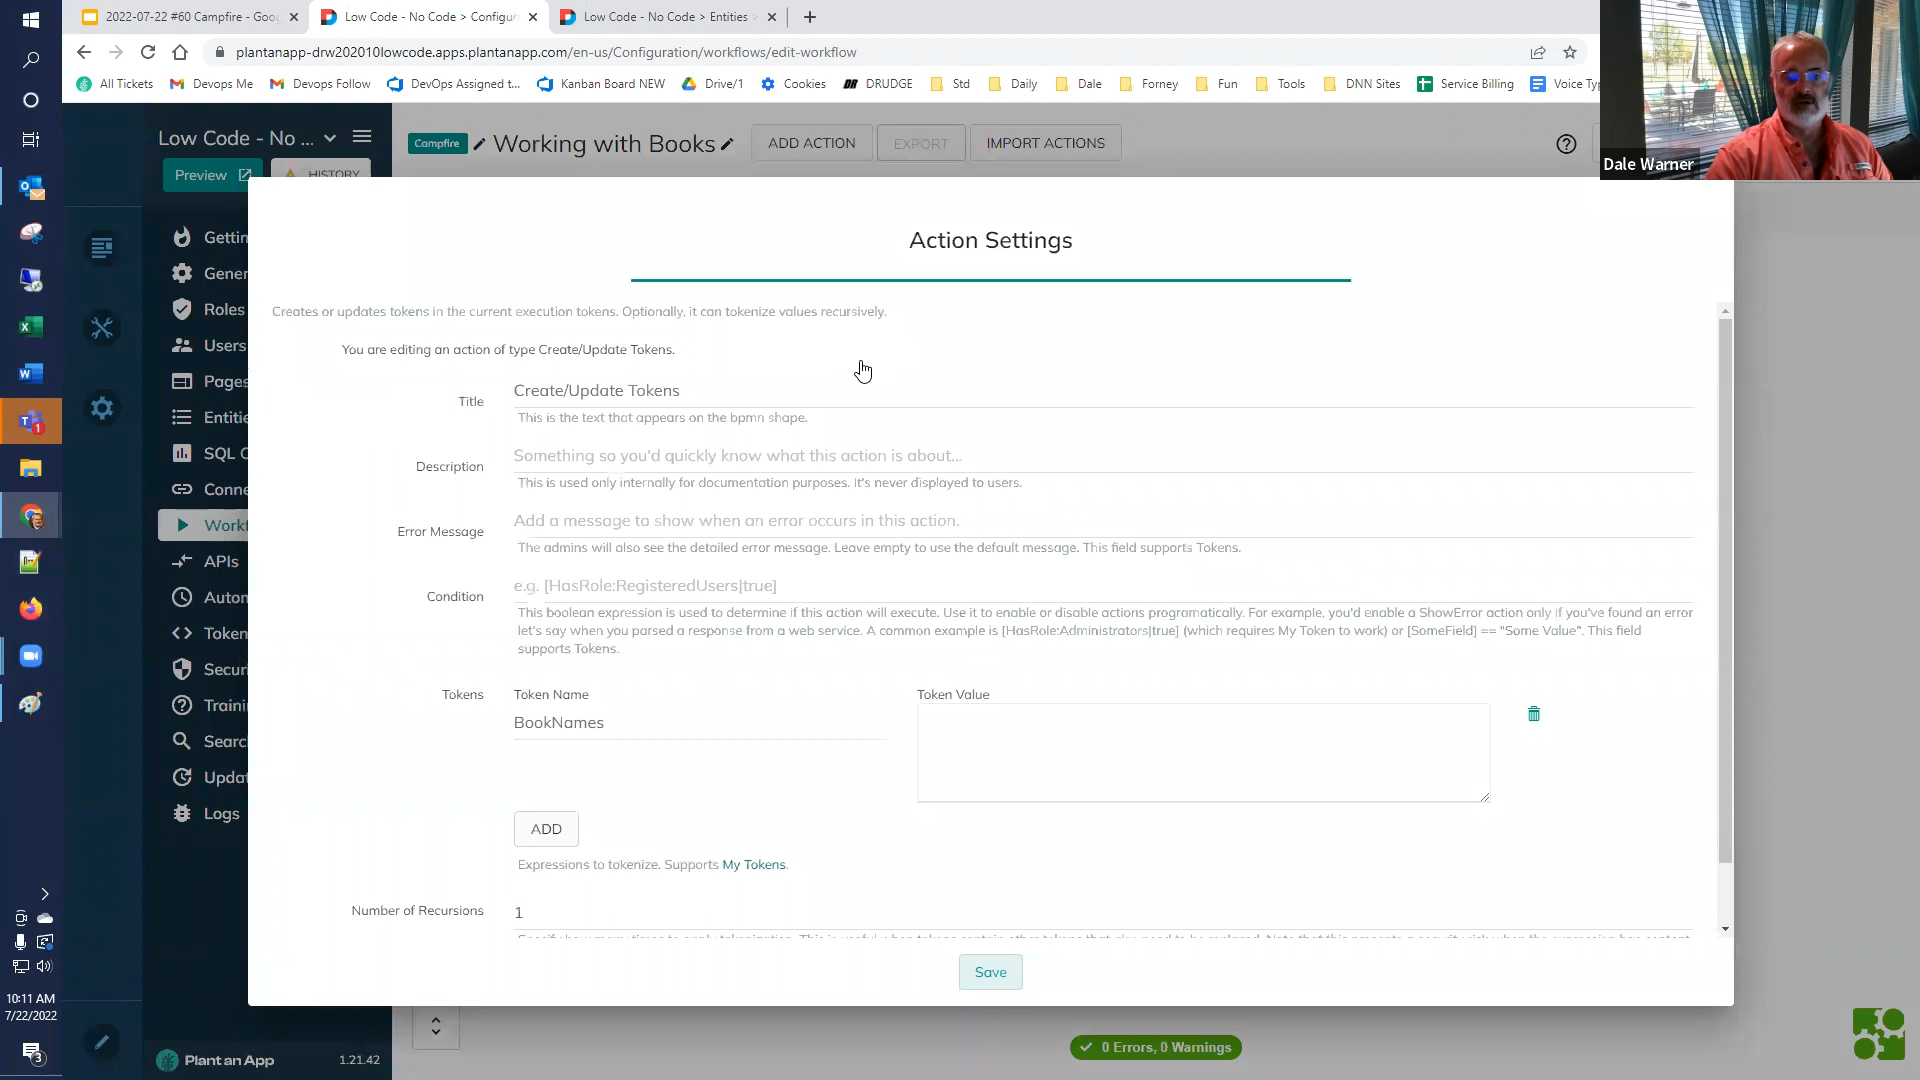 2022-07-22 #60 Campfire - Goog
Low Code - No Code > Configur
Low Code - No Code > Entities
plantanapp-drw202010lowcode.apps.plantanapp.com/en-us/Configuration/workflows/edit-workflow
All Tickets
Devops Me
Devops Follow
DevOps Assigned t...
Kanban Board NEW
Drive/1
Cookies
DRUDGE
Std
Daily
Dale
Forney
Fun
Tools
DNN Sites
Service Billing
Voice Typ
Low Code - No ...
Campfire
Working with Books
ADD ACTION
EXPORT
IMPORT ACTIONS
Dale Warner
Preview
HISTORY
Action Settings
Creates or updates tokens in the current execution tokens. Optionally, it can tokenize values recursively.
You are editing an action of type Create/Update Tokens.
Title
Create/Update Tokens
This is the text that appears on the bpmn shape.
Description
Something so you'd quickly know what this action is about...
This is used only internally for documentation purposes. It's never displayed to users.
Error Message
Add a message to show when an error occurs in this action.
The admins will also see the detailed error message. Leave empty to use the default message. This field supports Tokens.
Condition
e.g. [HasRole:RegisteredUsers|true]
This boolean expression is used to determine if this action will execute. Use it to enable or disable actions programatically. For example, you'd enable a ShowError action only if you've found an error
let's say when you parsed a response from a web service. A common example is [HasRole:Administrators|true] (which requires My Token to work) or [SomeField] == "Some Value". This field
supports Tokens.
Tokens
Token Name
Token Value
BookNames
ADD
Expressions to tokenize. Supports My Tokens.
Number of Recursions
1
Save
Gettin
Gener
Roles
Users
Pages
Entitie
SQL C
Conne
Workf
APIs
Autom
Token
Securi
Trainin
Searc
Updat
Logs
Plant an App
1.21.42
0 Errors, 0 Warnings
10:11 AM
7/22/2022
3
1